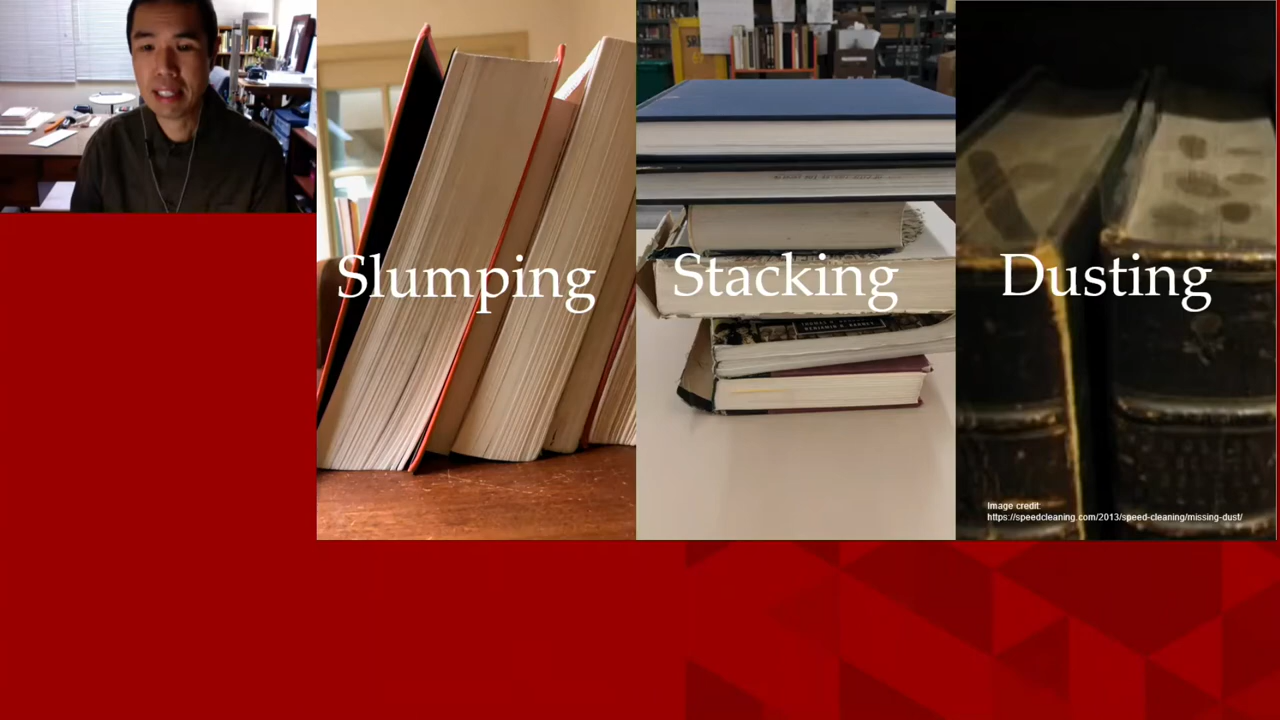 Slumping
Stacking
Dusting
Image credit:
https://speedcleaning.com/2013/speed-cleaning/missing-dust/